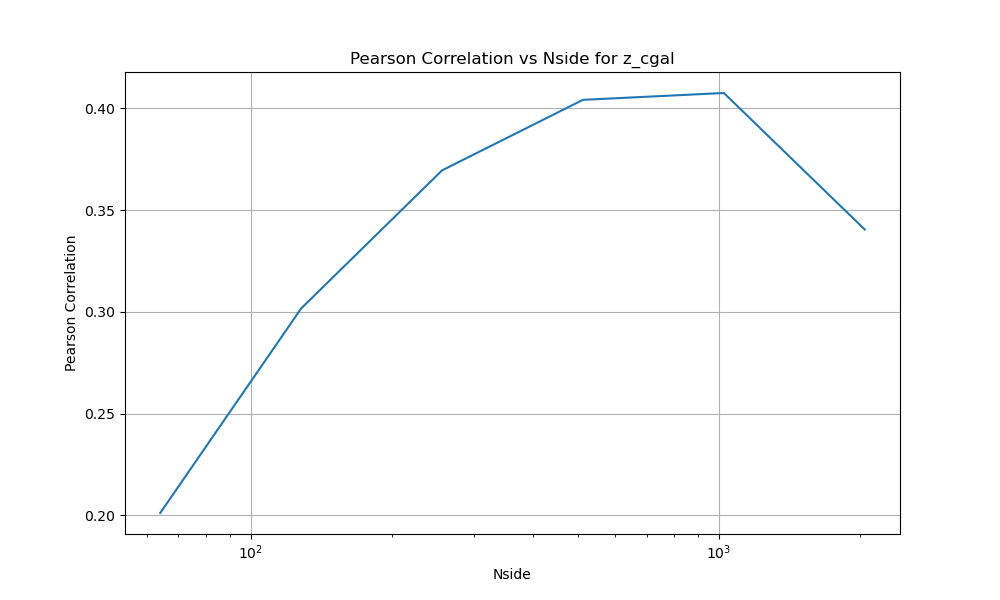 Pearson Correlation vs Nside for z_cgal
0.40
0.35
0.30
0.25
0.20
Pearson Correlation
10²
10³
Nside